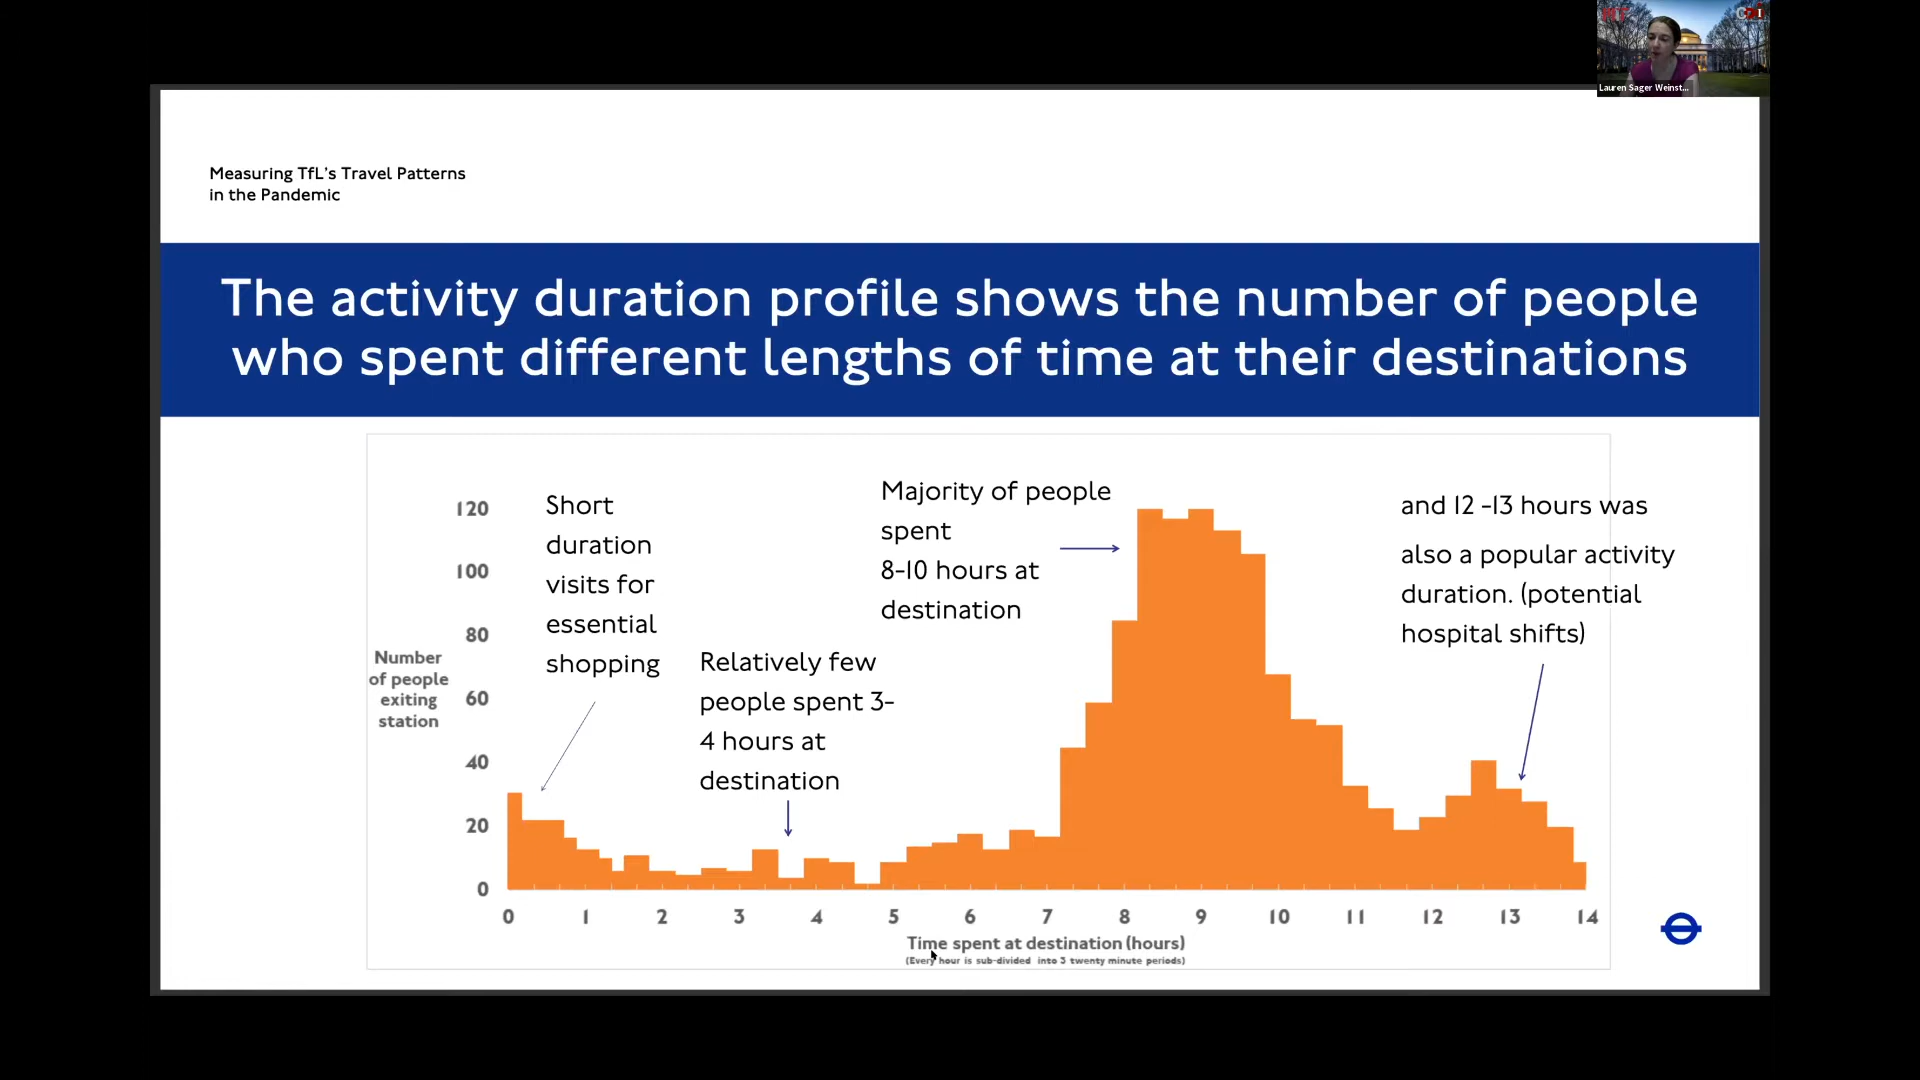 MIT
Lauren Sager Weinst...
Measuring TfL's Travel Patterns
in the Pandemic
The activity duration profile shows the number of people
who spent different lengths of time at their destinations
Short
duration
visits for
essential
shopping
Relatively few
people spent 3-
4 hours at
destination
Majority of people
spent
8-10 hours at
destination
and 12 -13 hours was
also a popular activity
duration. (potential
hospital shifts)
Number
of people
exiting
station
120
100
80
60
40
20
0
0 1 2 3 4 5 6 7 8 9 10 11 12 13 14
Time spent at destination (hours)
(Every hour is sub-divided into 3 twenty minute periods)